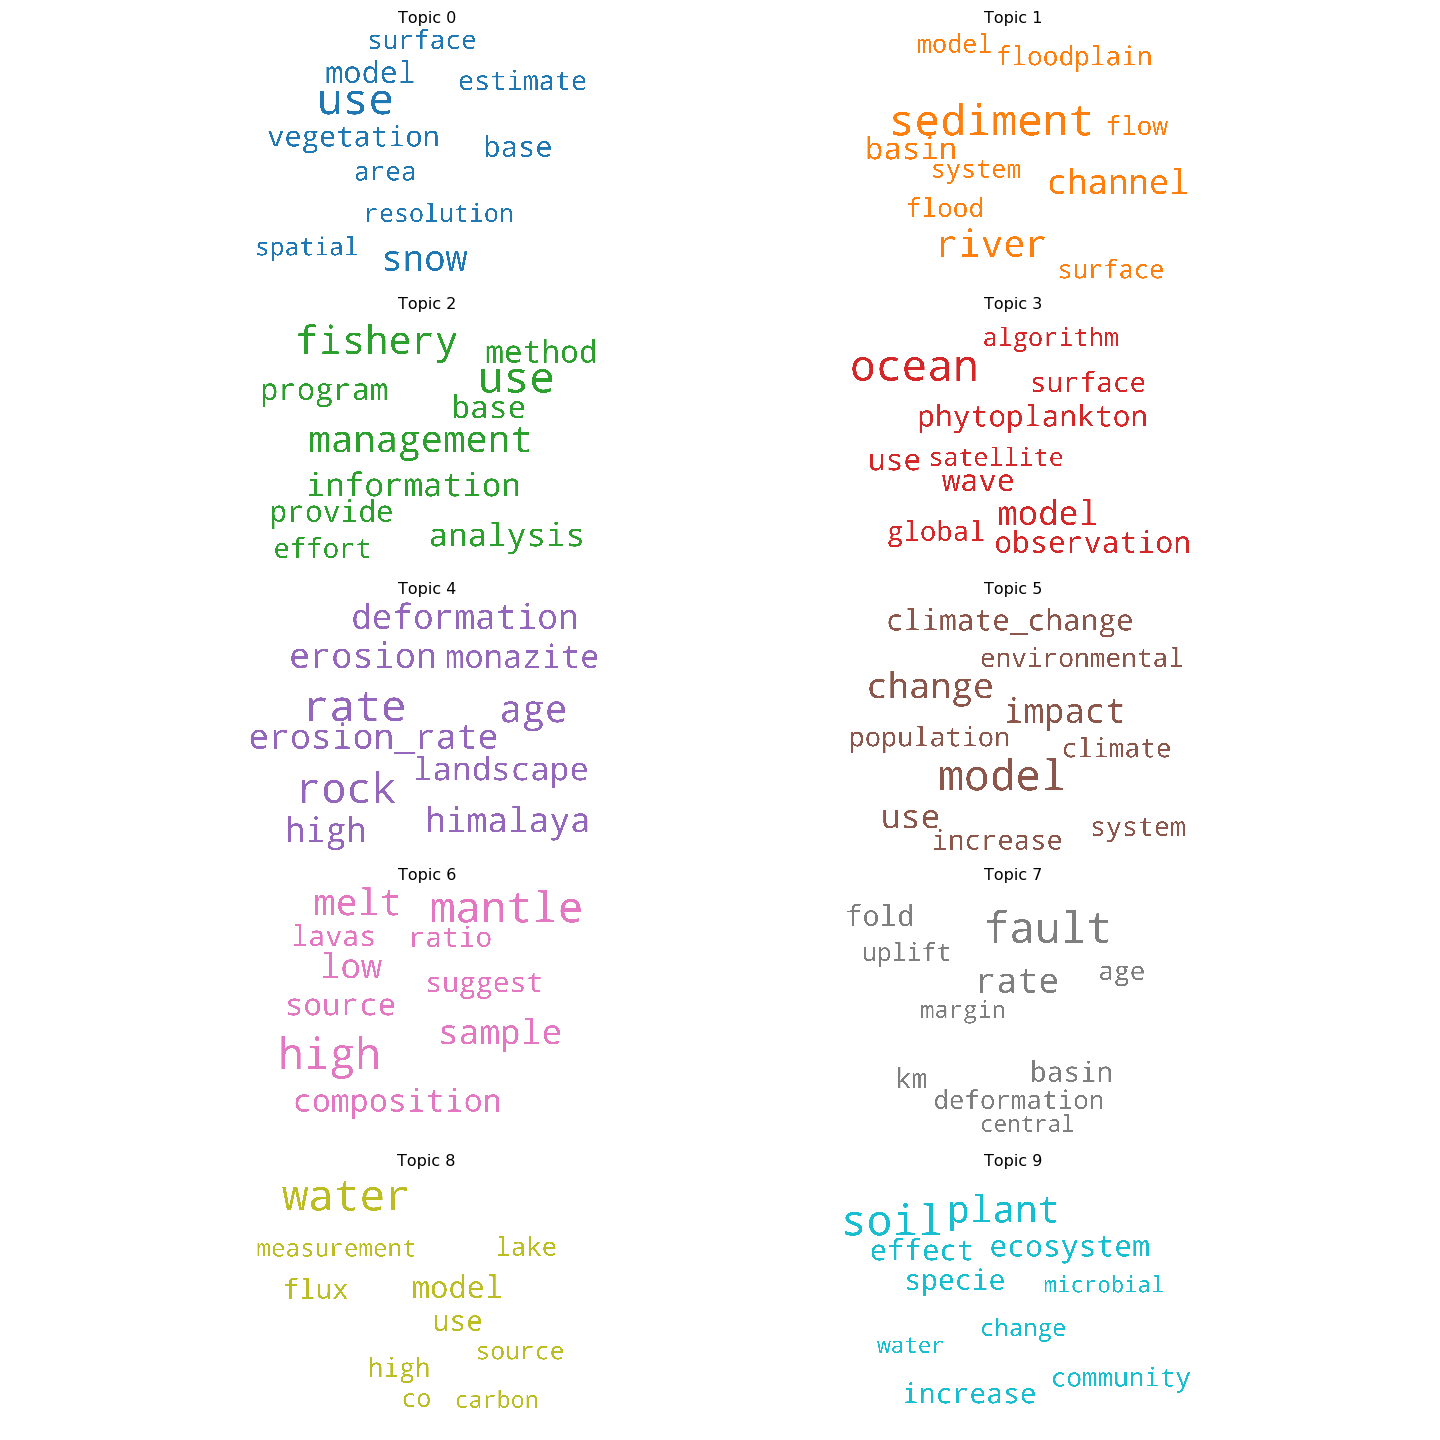 Topic 0
surface
model
estimate
use
vegetation
base
area
resolution
spatial
snow
Topic 1
model
floodplain
sediment
flow
basin
system
channel
flood
river
surface
Topic 2
fishery
method
use
program
base
management
information
provide
analysis
effort
Topic 3
algorithm
ocean
surface
phytoplankton
use
satellite
wave
model
global
observation
Topic 4
deformation
erosion
monazite
rate
age
erosion_rate
landscape
rock
himalaya
high
Topic 5
climate_change
environmental
change
impact
population
climate
model
use
increase
system
Topic 6
melt
mantle
lavas
ratio
low
suggest
source
sample
high
composition
Topic 7
fold
fault
uplift
rate
age
margin
km
basin
deformation
central
Topic 8
water
measurement
lake
flux
model
use
source
high
co
carbon
Topic 9
soil
plant
effect
ecosystem
specie
microbial
change
water
community
increase